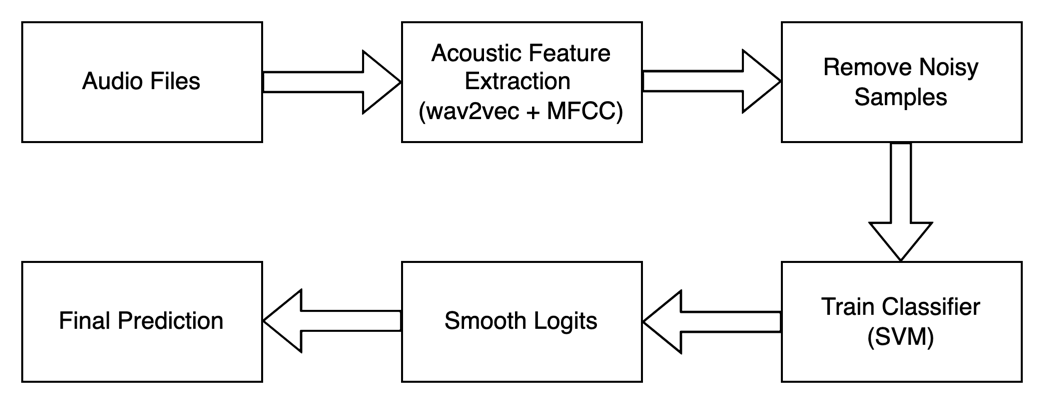 Audio Files
Acoustic Feature
Extraction
(wav2vec + MFCC)
Remove Noisy
Samples
Train Classifier
(SVM)
Smooth Logits
Final Prediction